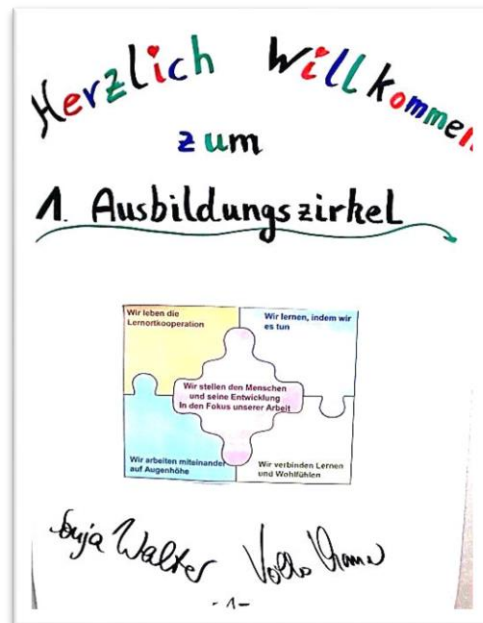 Herzlich Willkommen
zum
1. Ausbildungszirkel
Wir leben die
Lernortkooperation
Wir lernen, indem wir
es tun
Wir stellen den Menschen
und seine Entwicklung
In den Fokus unserer Arbeit
Wir arbeiten miteinander
auf Augenhöhe
Wir verbinden Lernen
und Wohlfühlen
Sonja Walter
- 1 -